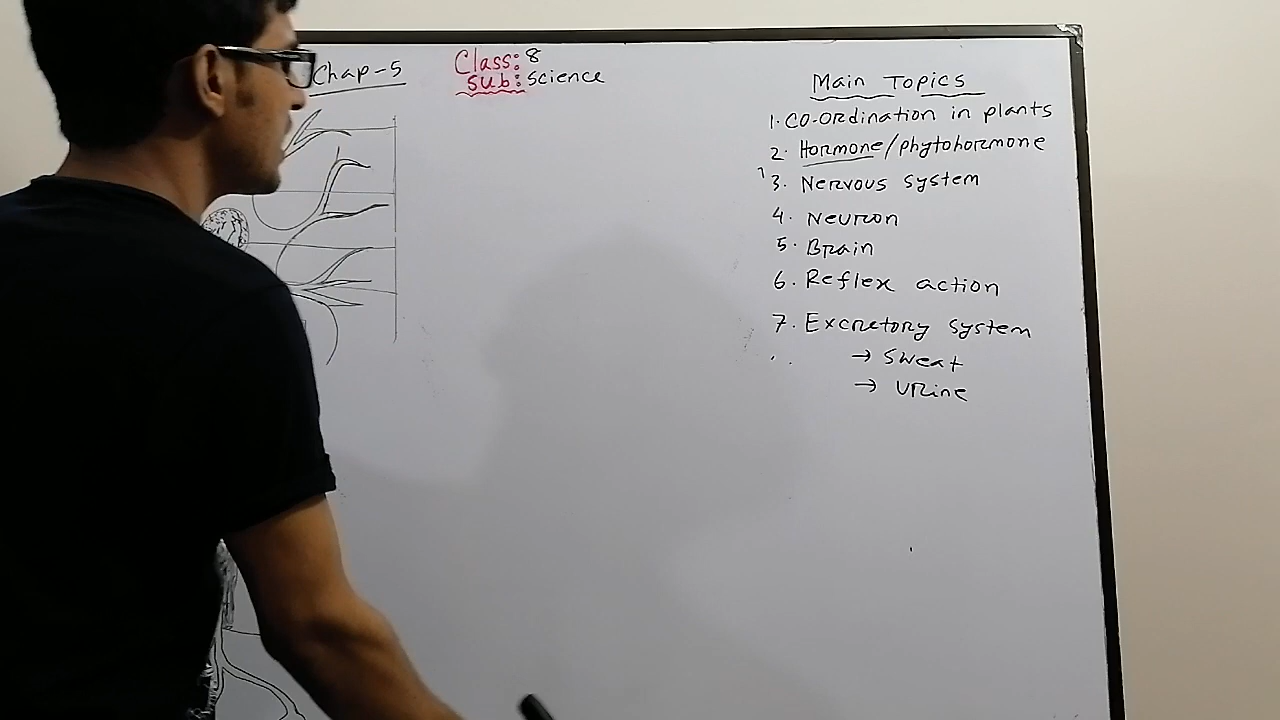 Chap-5
Class: 8
Sub: Science
Main Topics
1. CO-ORdination in plants
2. Hormone/phytohormone
3. Nervous system
4. Neuron
5. Brain
6. Reflex action
7. Excretory system
→ Sweat
→ Urine